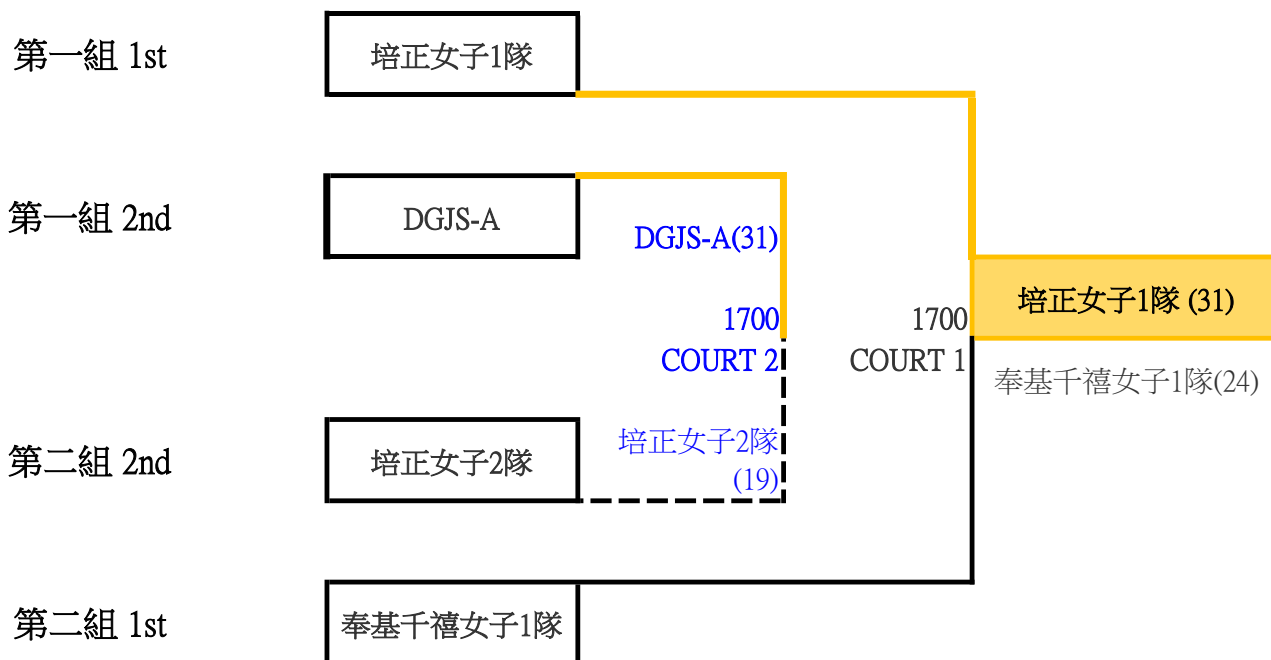 第一組 1st
培正女子1隊
第一組 2nd
DGJS-A
DGJS-A(31)
1700
COURT 2
1700
COURT 1
培正女子1隊 (31)
奉基千禧女子1隊(24)
第二組 2nd
培正女子2隊
培正女子2隊
(19)
第二組 1st
奉基千禧女子1隊